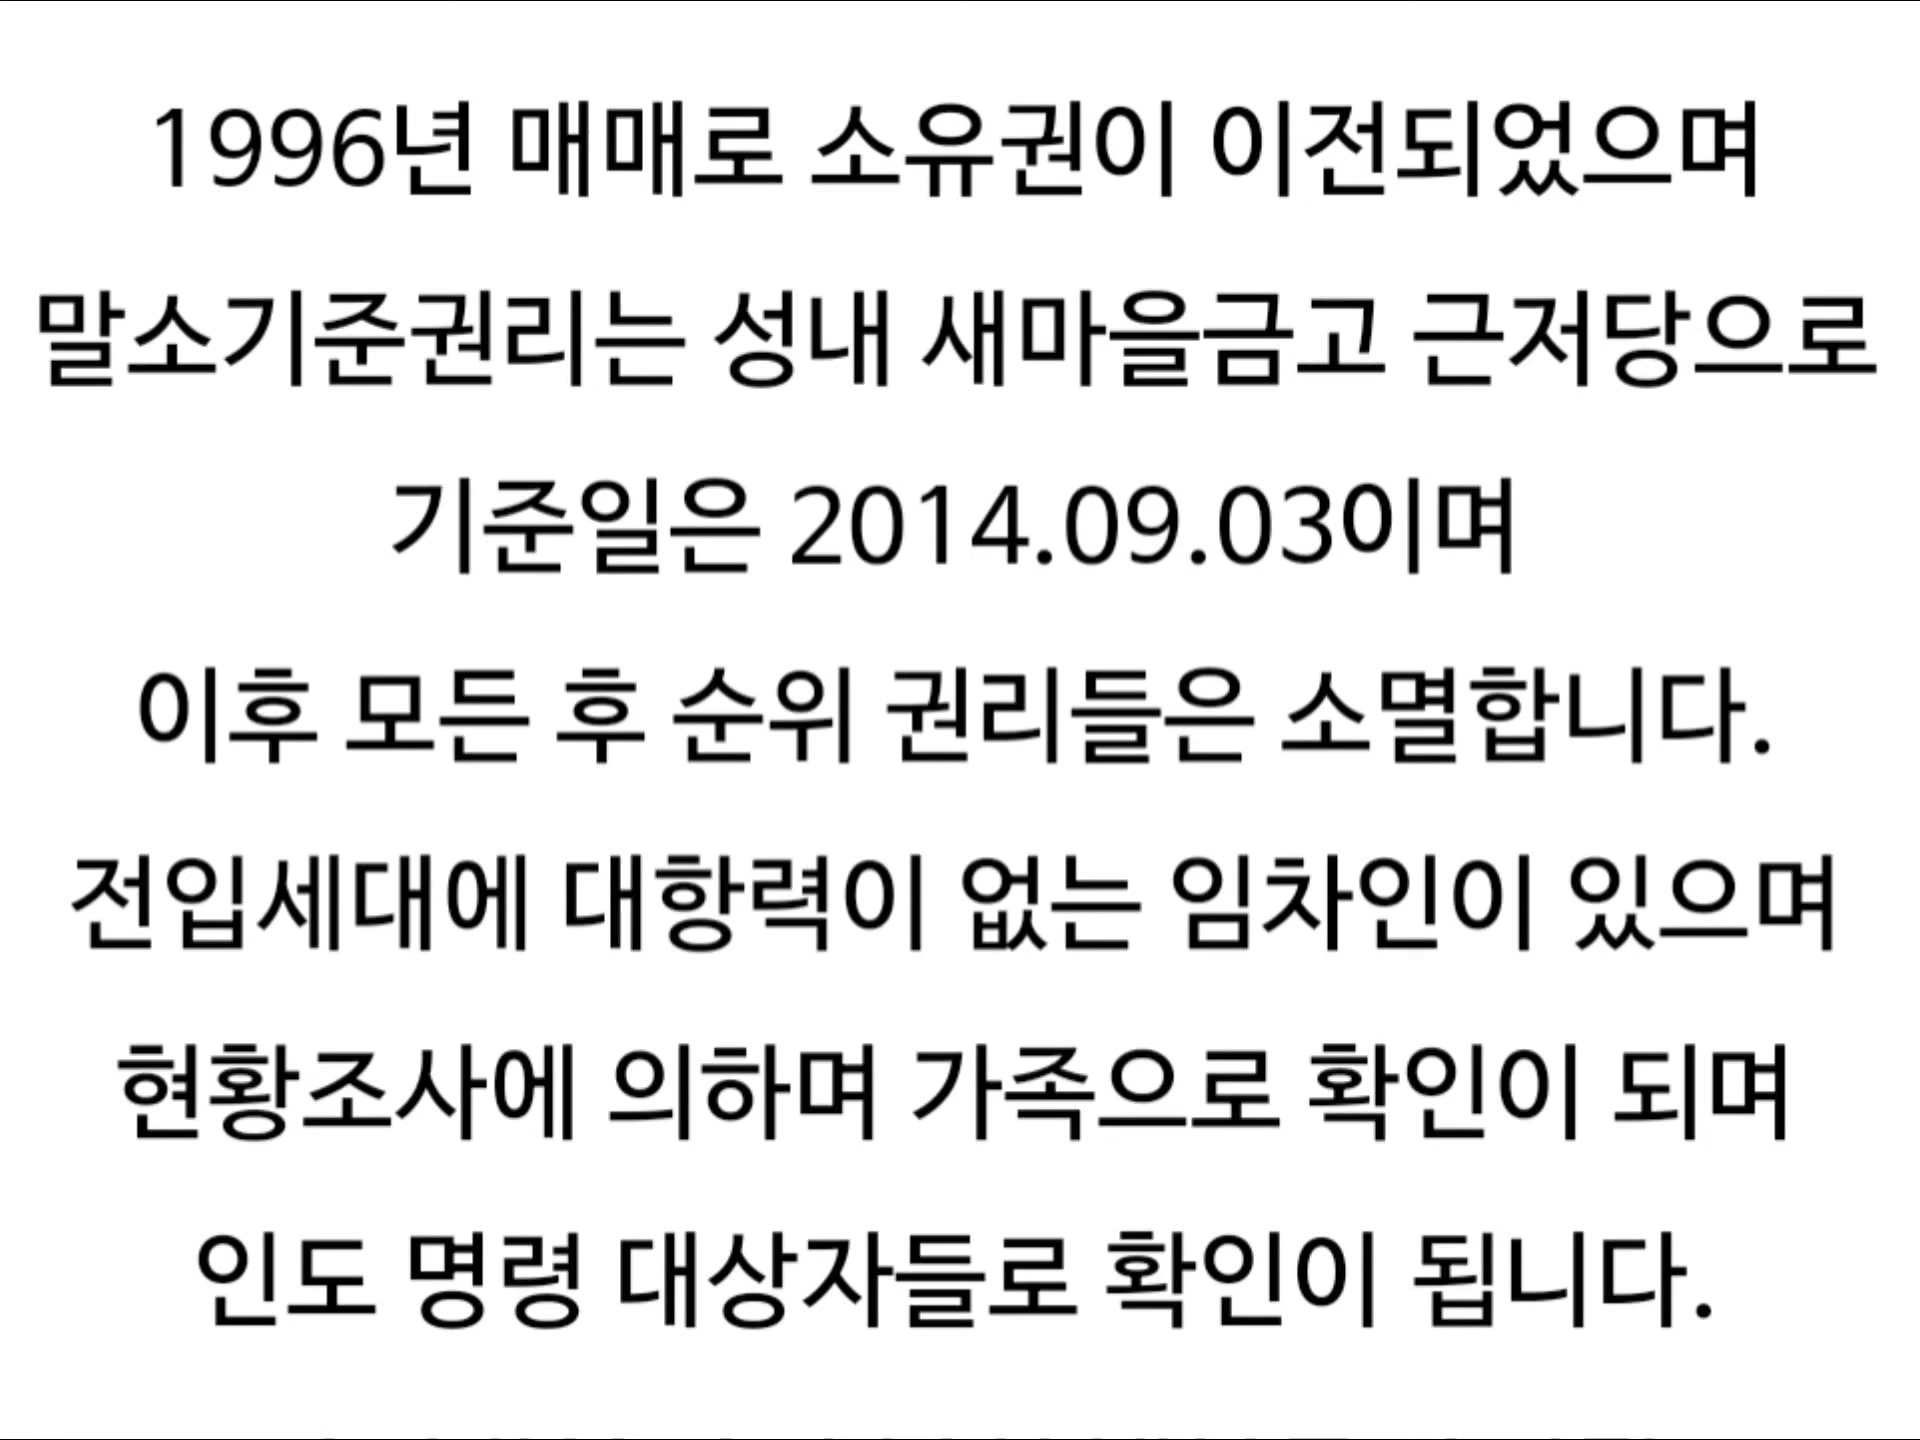 1996년 매매로 소유권이 이전되었으며
말소기준권리는 성내 새마을금고 근저당으로
기준일은 2014.09.03이며
이후 모든 후 순위 권리들은 소멸합니다.
전입세대에 대항력이 없는 임차인이 있으며
현황조사에 의하며 가족으로 확인이 되며
인도 명령 대상자들로 확인이 됩니다.